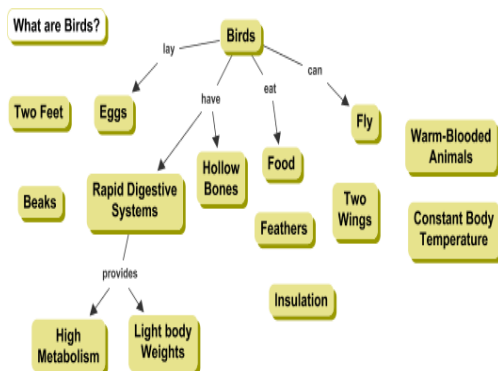 What are Birds?
Birds
lay
can
have
eat
Two Feet
Eggs
Fly
Warm-Blooded
Animals
Hollow
Bones
Food
Beaks
Rapid Digestive
Systems
Two
Wings
Constant Body
Temperature
Feathers
provides
Insulation
High
Metabolism
Light body
Weights